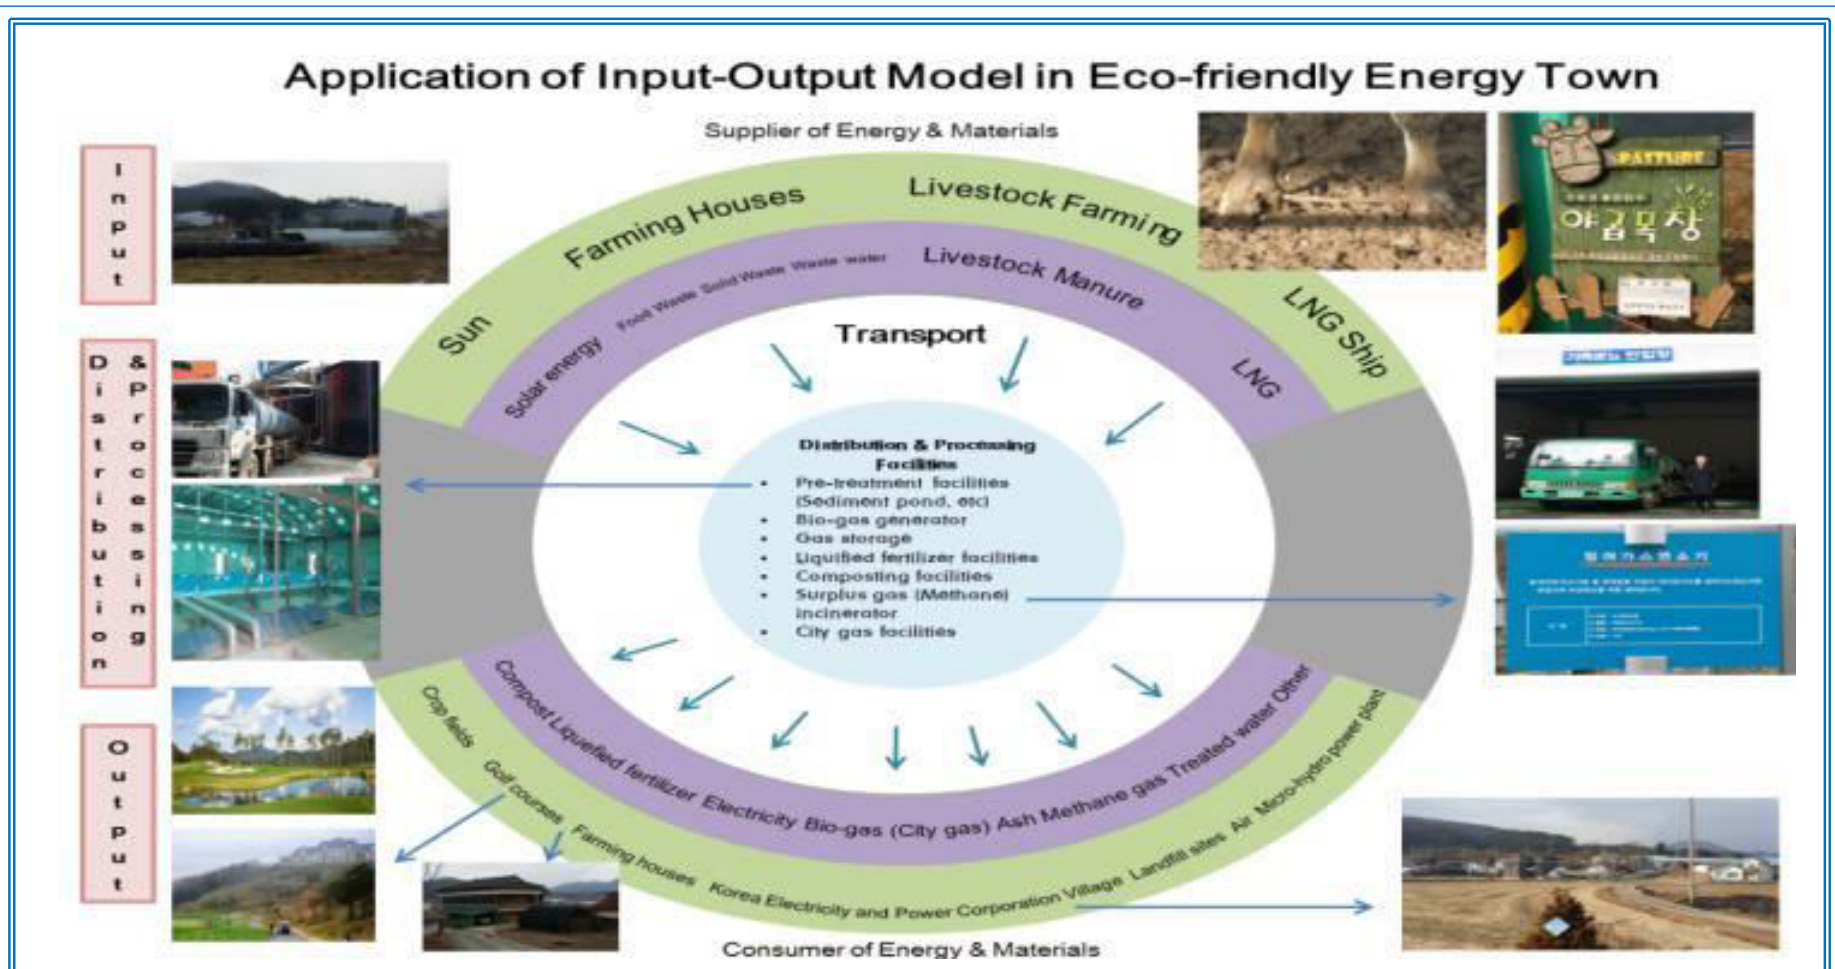 Application of Input-Output Model in Eco-friendly Energy Town
Supplier of Energy & Materials
Input
Distribution
& Processing
Output
Sun
Farming Houses
Livestock Farming
LNG Ship
Solar energy
Food Waste Solid Waste Waste water
Livestock Manure
LNG
Transport
Distribution & Processing
Facilities
• Pre-treatment facilities
(Sediment pond, etc)
• Bio-gas generator
• Gas storage
• Liquified fertilizer facilities
• Composting facilities
• Surplus gas (Methane)
incinerator
• City gas facilities
Compost Liquefied fertilizer Electricity Bio-gas (City gas) Ash Methane gas Treated water Other
Crop fields Golf courses Farming houses Korea Electricity and Power Corporation Village Landfill sites Air Micro-hydro power plast
Consumer of Energy & Materials
PASTURE
목장